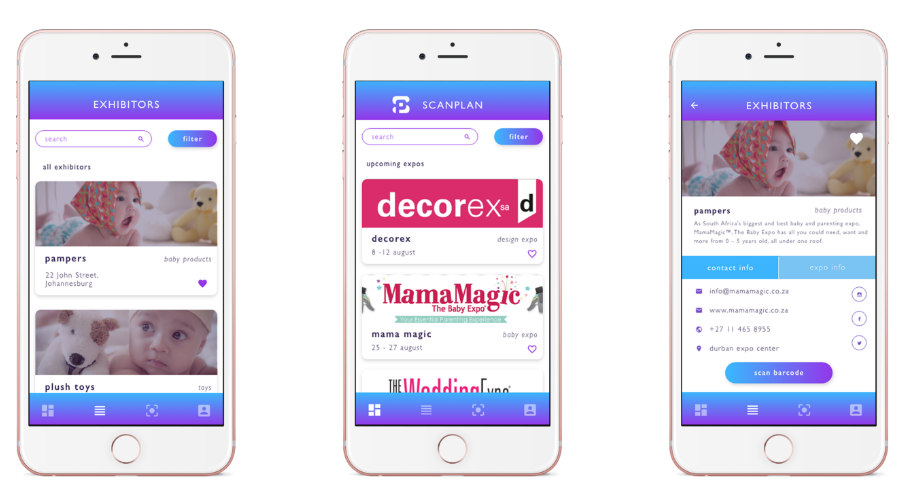 EXHIBITORS
search
filter
all exhibitors
pampers
baby products
22 John Street,
Johannesburg
plush toys
toys
SCANPLAN
search
filter
upcoming expos
decorex sa d
decorex
design expo
8 -12 august
MamaMagic
The Baby Expo
mama magic
baby expo
25 - 27 august
THE Wedding Expo
EXHIBITORS
pampers
baby products
As South Africa's biggest and best baby and parenting expo,
MamaMagic™ The Baby Expo has all you could need, want and
more from 0 - 5 years old, all under one roof.
contact info
expo info
info@mamamagic.co.za
www.mamamagic.co.za
+27 11 465 8955
durban expo center
scan barcode